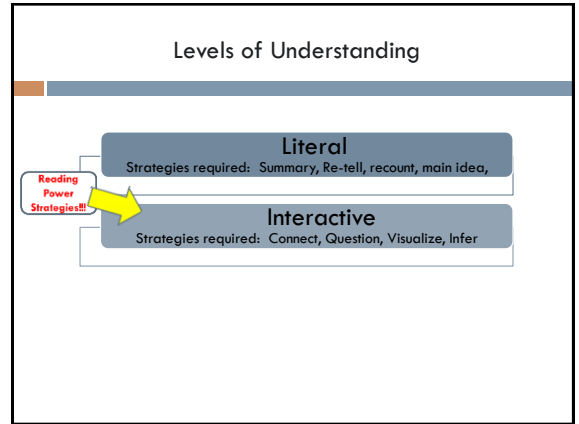 Levels of Understanding
Literal
Strategies required:  Summary, Re-tell, recount, main idea,
Reading
Power
Strategies!!!
Interactive
Strategies required:  Connect, Question, Visualize, Infer